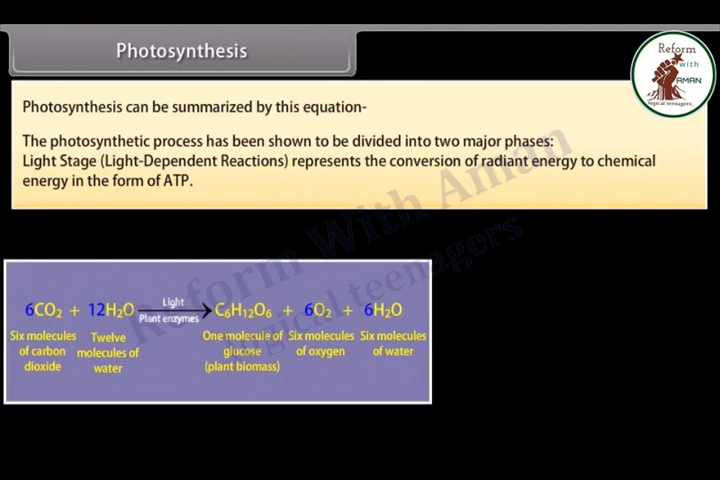 Photosynthesis
Reform
with
AMAN
logical teenagers.
Photosynthesis can be summarized by this equation-
The photosynthetic process has been shown to be divided into two major phases:
Light Stage (Light-Dependent Reactions) represents the conversion of radiant energy to chemical
energy in the form of ATP.
Reform With Aman
logical teenagers
6CO₂ + 12H₂O Light Plant enzymes → C₆H₁₂O₆ + 6O₂ + 6H₂O
Six molecules of carbon dioxide
Twelve molecules of water
One molecule of glucose (plant biomass)
Six molecules of oxygen
Six molecules of water